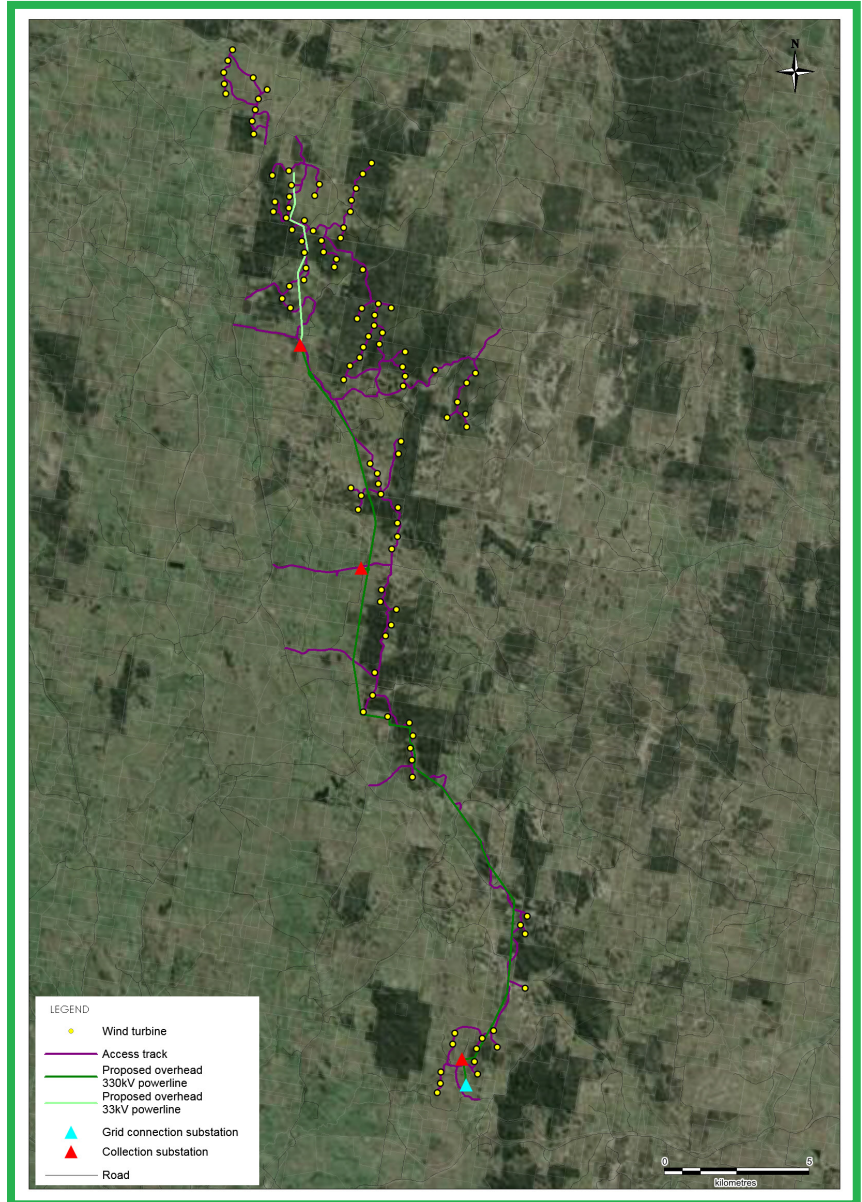 N
LEGEND
Wind turbine
Access track
Proposed overhead
330kV powerline
Proposed overhead
33kV powerline
Grid connection substation
Collection substation
Road
0 5
kilometres